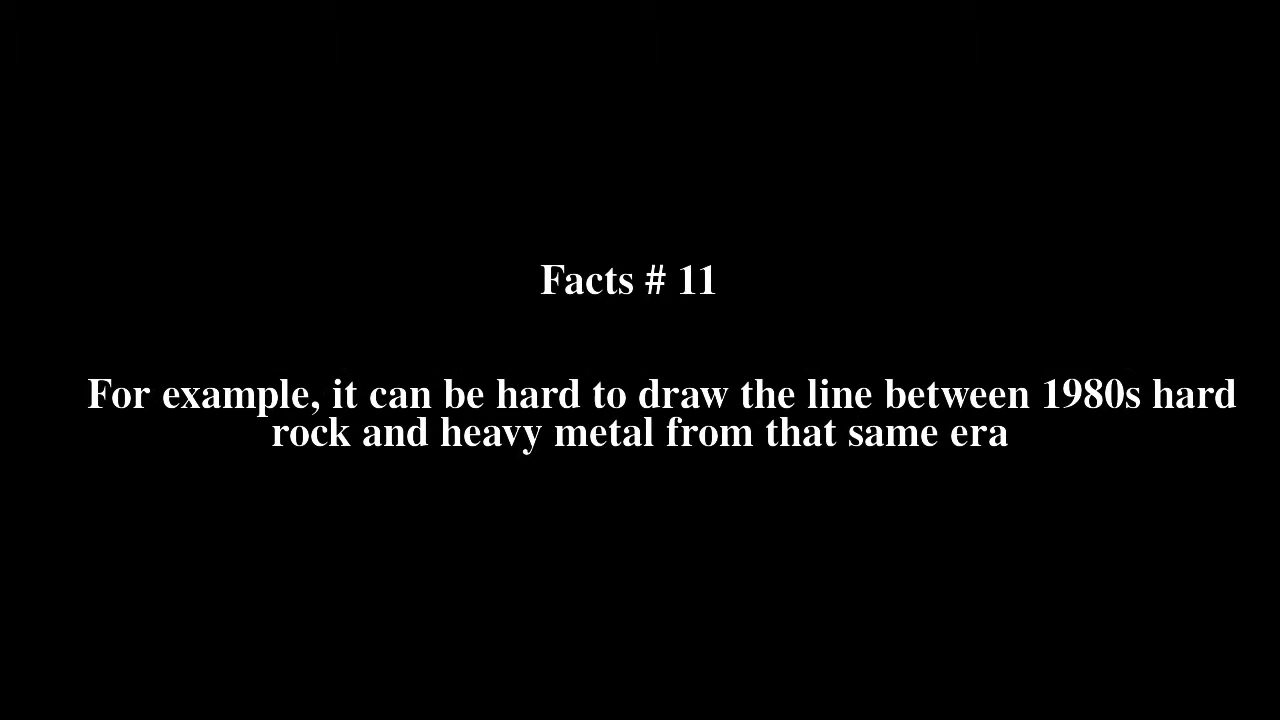 Facts # 11
For example, it can be hard to draw the line between 1980s hard
rock and heavy metal from that same era